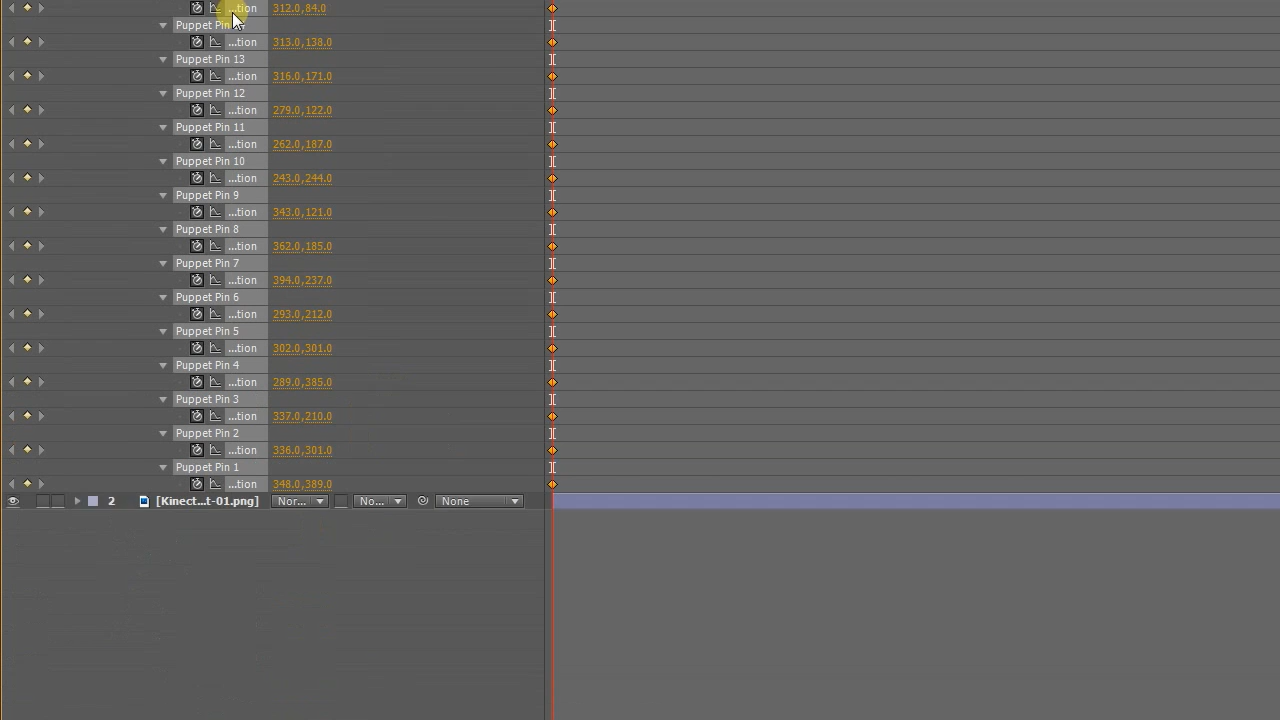 ...tion 312.0,84.0
Puppet Pin
...tion 313.0,138.0
Puppet Pin 13
...tion 316.0,171.0
Puppet Pin 12
...tion 279.0,122.0
Puppet Pin 11
...tion 262.0,187.0
Puppet Pin 10
...tion 243.0,244.0
Puppet Pin 9
...tion 343.0,121.0
Puppet Pin 8
...tion 362.0,185.0
Puppet Pin 7
...tion 394.0,237.0
Puppet Pin 6
...tion 293.0,212.0
Puppet Pin 5
...tion 302.0,301.0
Puppet Pin 4
...tion 289.0,385.0
Puppet Pin 3
...tion 337.0,210.0
Puppet Pin 2
...tion 336.0,301.0
Puppet Pin 1
...tion 348.0,389.0
2 [Kinect...t-01.png] Nor... No... None